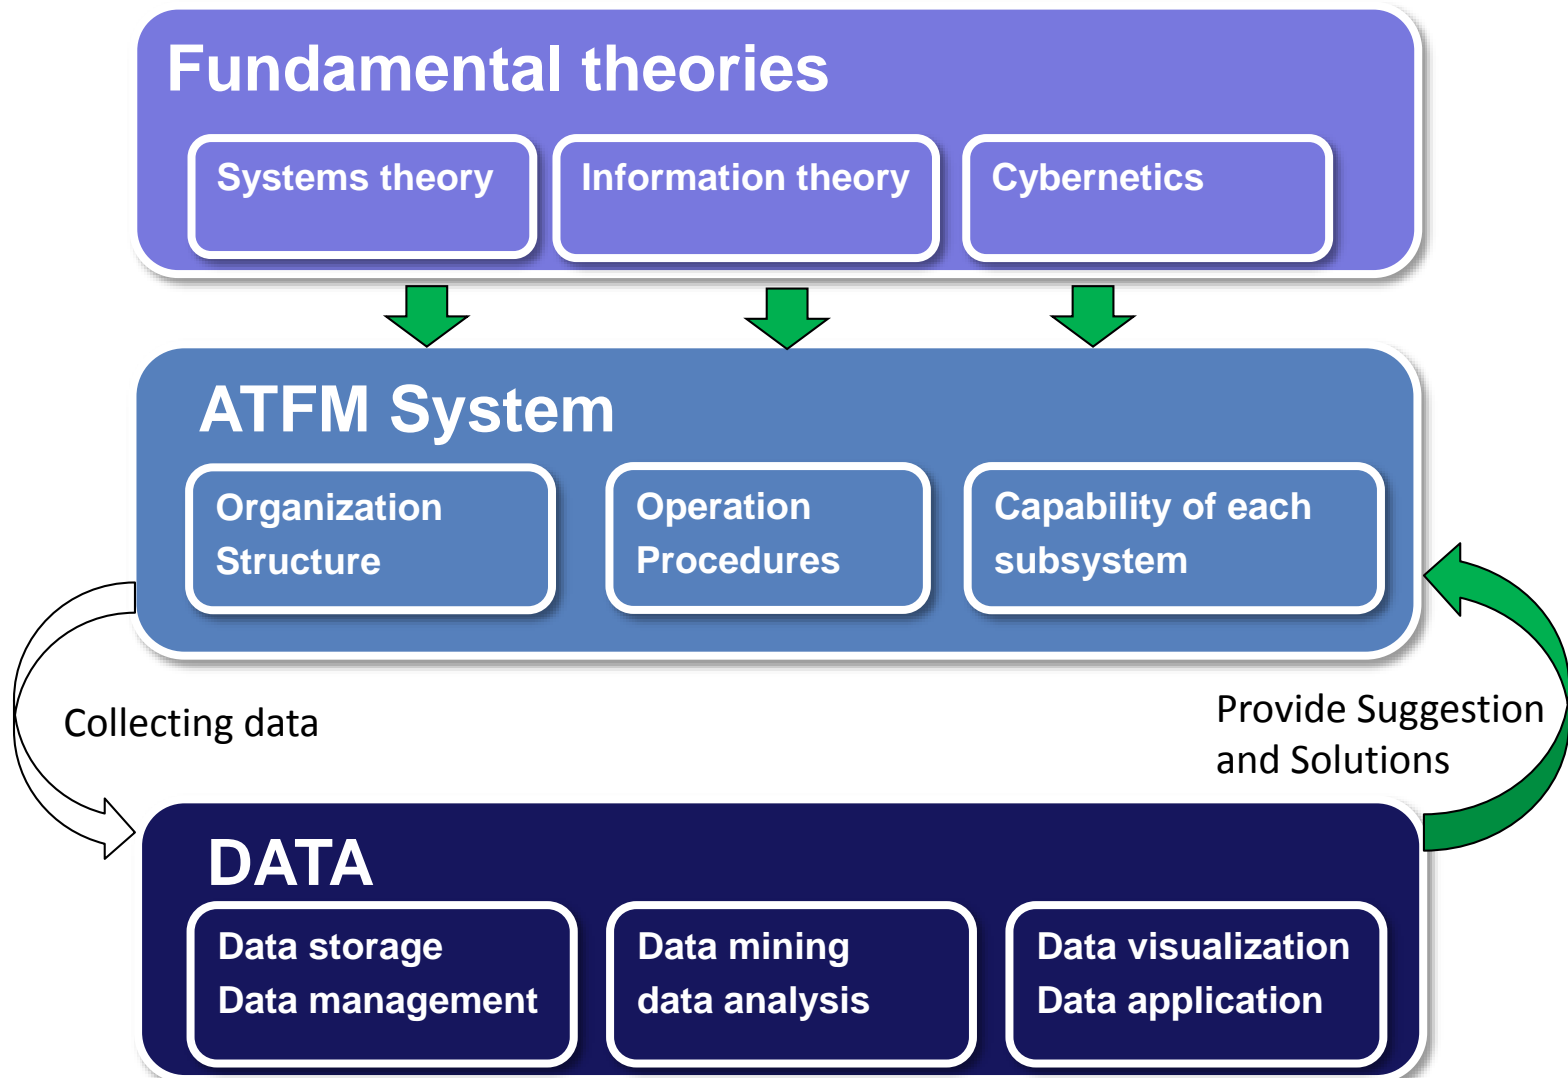 Fundamental theories
Systems theory
Information theory
Cybernetics
ATFM System
Organization
Structure
Operation
Procedures
Capability of each
subsystem
Collecting data
Provide Suggestion
and Solutions
DATA
Data storage
Data management
Data mining
data analysis
Data visualization
Data application